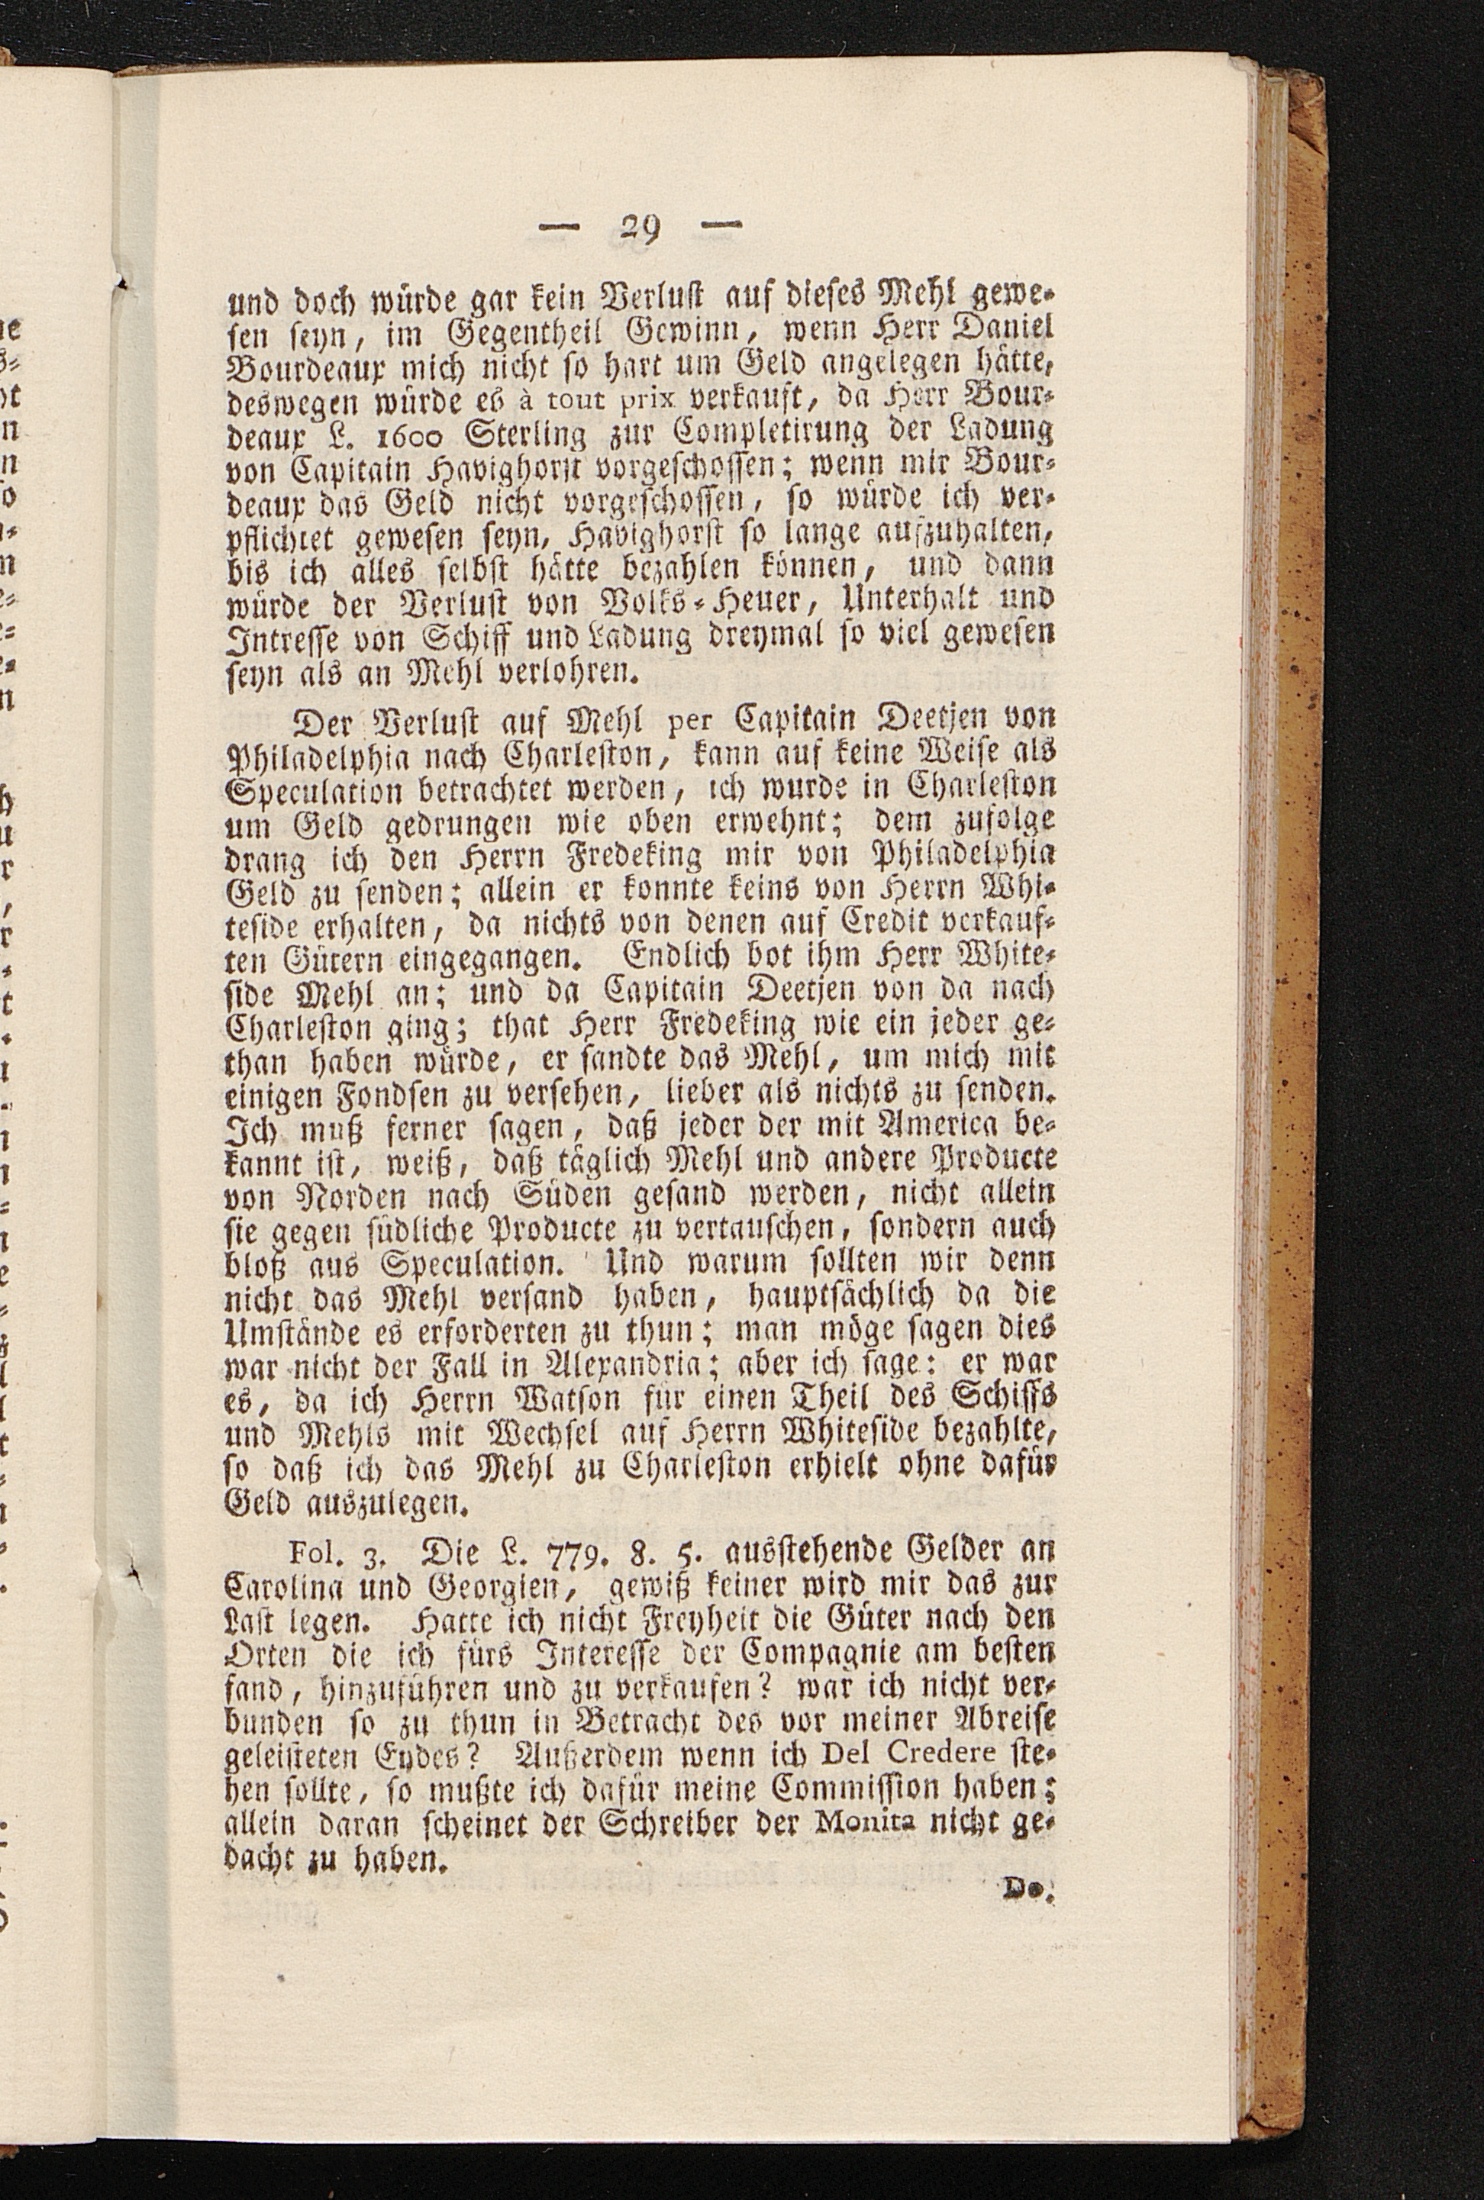 — 29 —
und doch würde gar kein Verlust auf dieses Mehl gewe-
sen seyn, im Gegentheil Gewinn, wenn Herr Daniel
Bourdeaux mich nicht so hart um Geld angelegen hätte,
deswegen würde es à tout prix verkauft, da Herr Bour-
deaux L. 1600 Sterling zur Completirung der Ladung
von Capitain Havighorst vorgeschossen; wenn mir Bour-
deaux das Geld nicht vorgeschossen, so würde ich ver-
pflichtet gewesen seyn, Havighorst so lange aufzuhalten,
bis ich alles selbst hätte bezahlen können, und dann
würde der Verlust von Volks-Heuer, Unterhalt und
Intresse von Schiff und Ladung dreymal so viel gewesen
seyn als an Mehl verlohren.
Der Verlust auf Mehl per Capitain Deetjen von
Philadelphia nach Charleston, kann auf keine Weise als
Speculation betrachtet werden, ich wurde in Charleston
um Geld gedrungen wie oben erwehnt; dem zufolge
drang ich den Herrn Fredeking mir von Philadelphia
Geld zu senden; allein er konnte keins von Herrn Whi-
teside erhalten, da nichts von denen auf Credit verkauf-
ten Gütern eingegangen. Endlich bot ihm Herr White-
side Mehl an; und da Capitain Deetjen von da nach
Charleston ging; that Herr Fredeking wie ein jeder ge-
than haben würde, er sandte das Mehl, um mich mit
einigen Fondsen zu versehen, lieber als nichts zu senden.
Ich muß ferner sagen, daß jeder der mit America be-
kannt ist, weiß, daß täglich Mehl und andere Producte
von Norden nach Süden gesand werden, nicht allein
sie gegen südliche Producte zu vertauschen, sondern auch
bloß aus Speculation. Und warum sollten wir denn
nicht das Mehl versand haben, hauptsächlich da die
Umstände es erforderten zu thun; man möge sagen dies
war nicht der Fall in Alexandria; aber ich sage: er war
es, da ich Herrn Watson für einen Theil des Schiffs
und Mehls mit Wechsel auf Herrn Whiteside bezahlte,
so daß ich das Mehl zu Charleston erhielt ohne dafür
Geld auszulegen.
Fol. 3. Die L. 779. 8. 5. ausstehende Gelder an
Carolina und Georgien, gewiß keiner wird mir das zur
Last legen. Hatte ich nicht Freyheit die Güter nach den
Orten die ich fürs Interesse der Compagnie am besten
fand, hinzuführen und zu verkaufen? war ich nicht ver-
bunden so zu thun in Betracht des vor meiner Abreise
geleisteten Eydes? Außerdem wenn ich Del Credere ste-
hen sollte, so mußte ich dafür meine Commission haben;
allein daran scheinet der Schreiber der Monita nicht ge-
dacht zu haben.
Do.